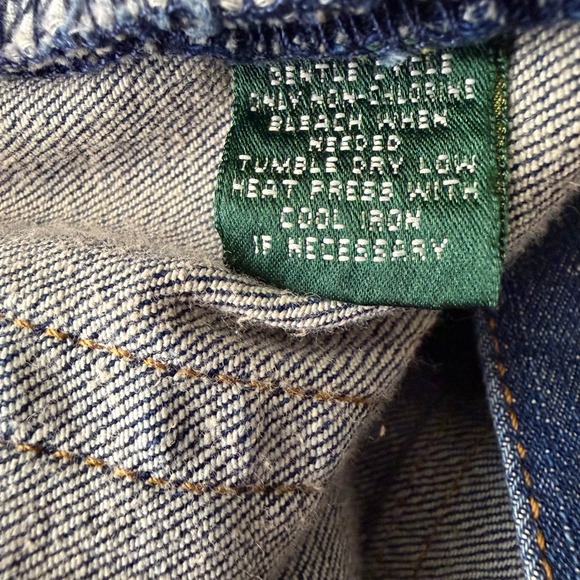 GENTLE CYCLE
ONLY NON-CHLORINE
BLEACH WHEN
NEEDED
TUMBLE DRY LOW
HEAT PRESS WITH
COOL IRON
IF NECESSARY